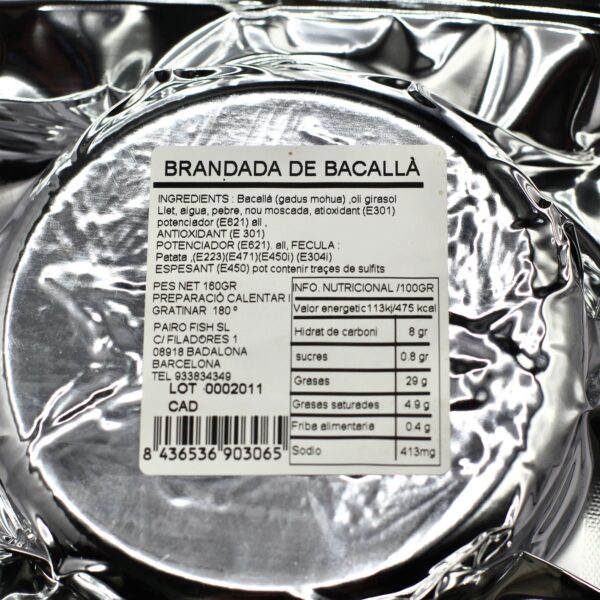 BRANDADA DE BACALLÀ
INGREDIENTS : Bacallà (gadus mohua) ,oli girasol
Llet, aigua, pebre, nou moscada, atioxidant (E301)
potenciador (E621) all ,
ANTIOXIDANT (E 301)
POTENCIADOR (E621). all, FECULA :
Patata ,(E223)(E471)(E450i) (E304i)
ESPESANT (E450) pot contenir traçes de sulfits
PES NET 160GR
PREPARACIÓ CALENTAR I
GRATINAR 180 º
PAIRO FISH SL
C/ FILADORES 1
08918 BADALONA
BARCELONA
TEL 933834349
LOT 0002011
CAD
8 436536 903065
INFO. NUTRICIONAL /100GR
Valor energetic 113kj/475 kcal
Hidrat de carboni 8 gr
sucres 0.8 gr
Grasas 29 g
Grasas saturades 4.9 g
Friba alimentaria 0.4 g
Sodio 413mg